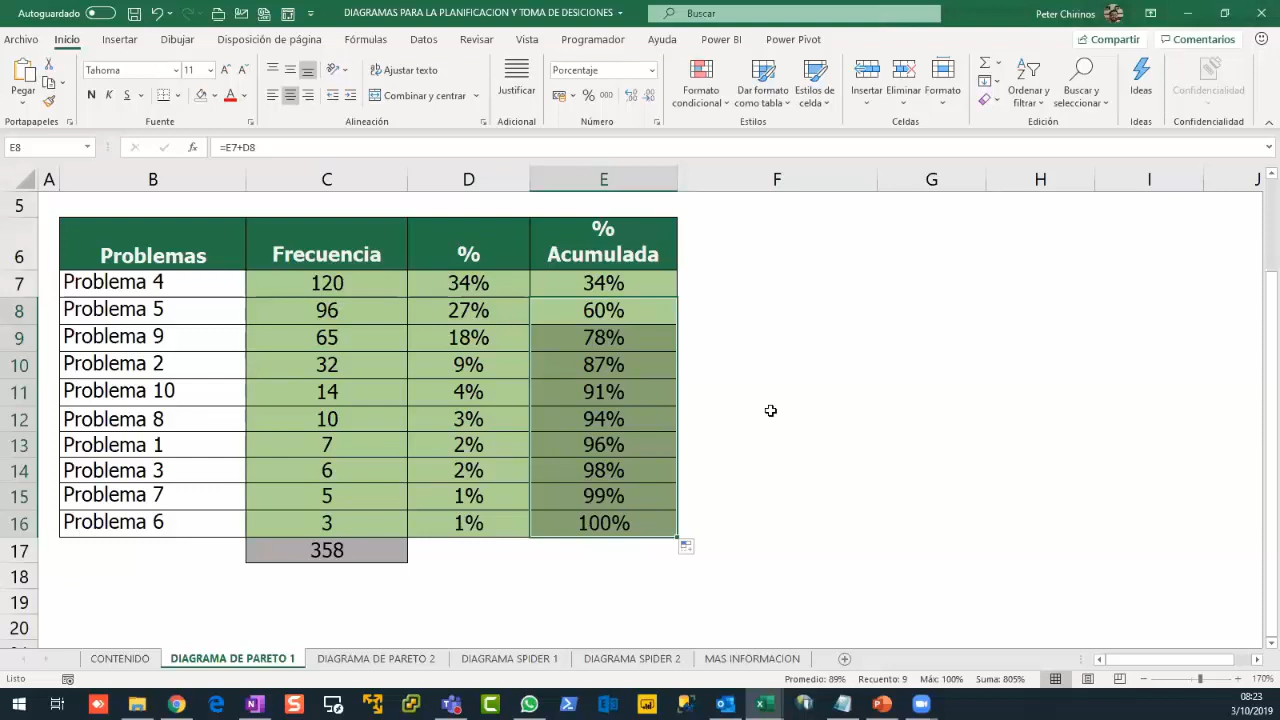 Autoguardado
DIAGRAMAS PARA LA PLANIFICACION Y TOMA DE DESICIONES
Buscar
Peter Chirinos
Archivo Inicio Insertar Dibujar Disposición de página Fórmulas Datos Revisar Vista Programador Ayuda Power BI Power Pivot
Compartir Comentarios
Pegar
Tahoma 11
N K S
Ajustar texto
Combinar y centrar
Justificar
Porcentaje
% 000
Formato condicional
Dar formato como tabla
Estilos de celda
Insertar Eliminar Formato
Ordenar y filtrar
Buscar y seleccionar
Ideas
Confidencialidad
Portapapeles Fuente Alineación Adicional Número Estilos Celdas Edición Ideas Confidencialidad
E8 fx =E7+D8
A B C D E F G H I J
5
6 Problemas Frecuencia % % Acumulada
7 Problema 4 120 34% 34%
8 Problema 5 96 27% 60%
9 Problema 9 65 18% 78%
10 Problema 2 32 9% 87%
11 Problema 10 14 4% 91%
12 Problema 8 10 3% 94%
13 Problema 1 7 2% 96%
14 Problema 3 6 2% 98%
15 Problema 7 5 1% 99%
16 Problema 6 3 1% 100%
17 358
18
19
20
CONTENIDO DIAGRAMA DE PARETO 1 DIAGRAMA DE PARETO 2 DIAGRAMA SPIDER 1 DIAGRAMA SPIDER 2 MAS INFORMACION
Listo
Promedio: 89% Recuento: 9 Máx: 100% Suma: 805%
170%
08:23
3/10/2019